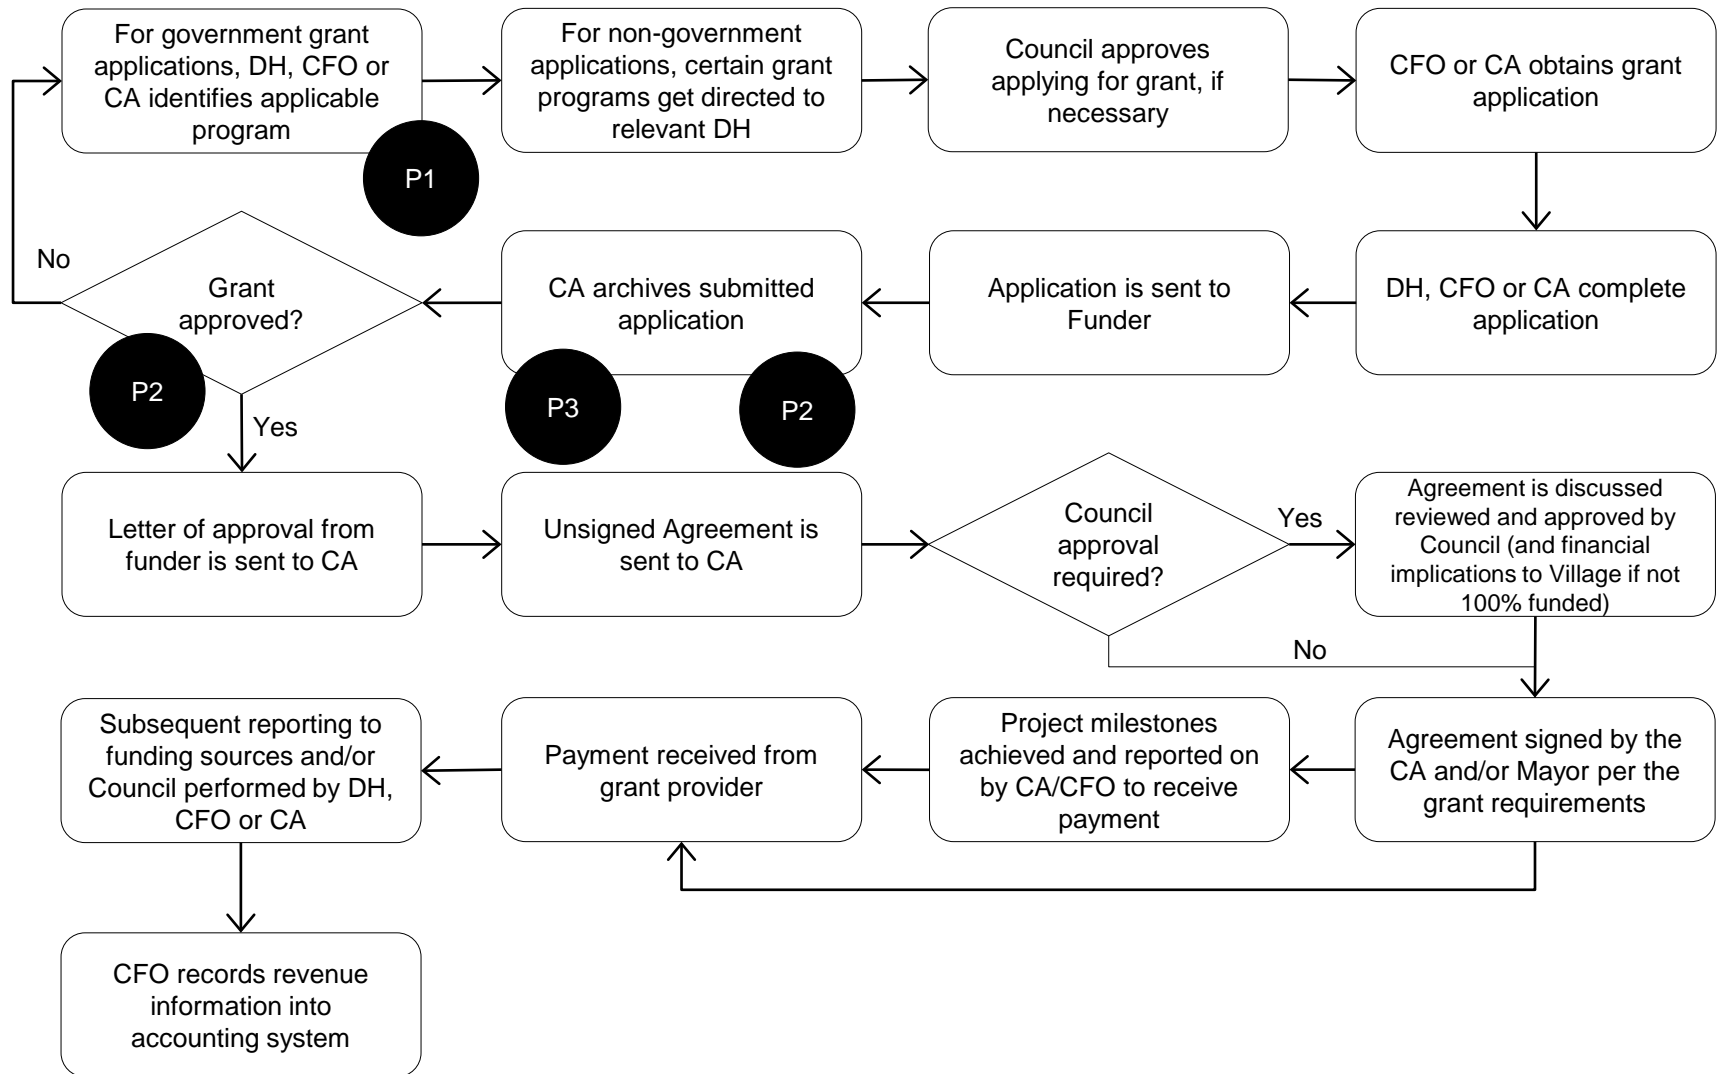 For government grant
applications, DH, CFO or
CA identifies applicable
program
P1
For non-government
applications, certain grant
programs get directed to
relevant DH
Council approves
applying for grant, if
necessary
CFO or CA obtains grant
application
DH, CFO or CA complete
application
Application is sent to
Funder
CA archives submitted
application
P3
P2
Grant
approved?
P2
No
Yes
Letter of approval from
funder is sent to CA
Unsigned Agreement is
sent to CA
Council
approval
required?
Yes
No
Agreement is discussed
reviewed and approved by
Council (and financial
implications to Village if not
100% funded)
Agreement signed by the
CA and/or Mayor per the
grant requirements
Project milestones
achieved and reported on
by CA/CFO to receive
payment
Payment received from
grant provider
Subsequent reporting to
funding sources and/or
Council performed by DH,
CFO or CA
CFO records revenue
information into
accounting system